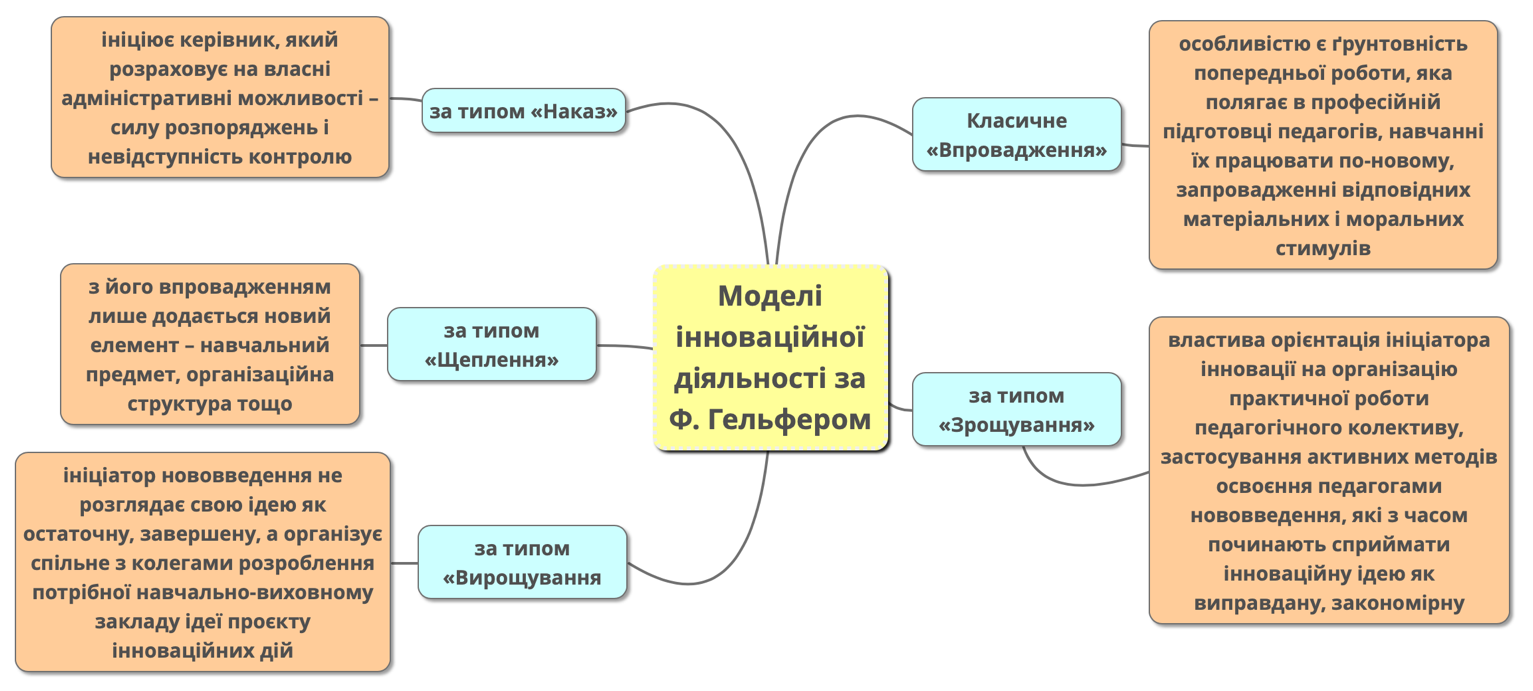 ініціює керівник, який
розраховує на власні
адміністративні можливості –
силу розпоряджень і
невідступність контролю
за типом «Наказ»
Класичне
«Впровадження»
особливістю є ґрунтовність
попередньої роботи, яка
полягає в професійній
підготовці педагогів, навчанні
їх працювати по-новому,
запровадженні відповідних
матеріальних і моральних
стимулів
з його впровадженням
лише додається новий
елемент – навчальний
предмет, організаційна
структура тощо
за типом
«Щеплення»
Моделі
інноваційної
діяльності за
Ф. Гельфером
за типом
«Зрощування»
властива орієнтація ініціатора
інновації на організацію
практичної роботи
педагогічного колективу,
застосування активних методів
освоєння педагогами
нововведення, які з часом
починають сприймати
інноваційну ідею як
виправдану, закономірну
ініціатор нововведення не
розглядає свою ідею як
остаточну, завершену, а організує
спільне з колегами розроблення
потрібної навчально-виховному
закладу ідеї проєкту
інноваційних дій
за типом
«Вирощування